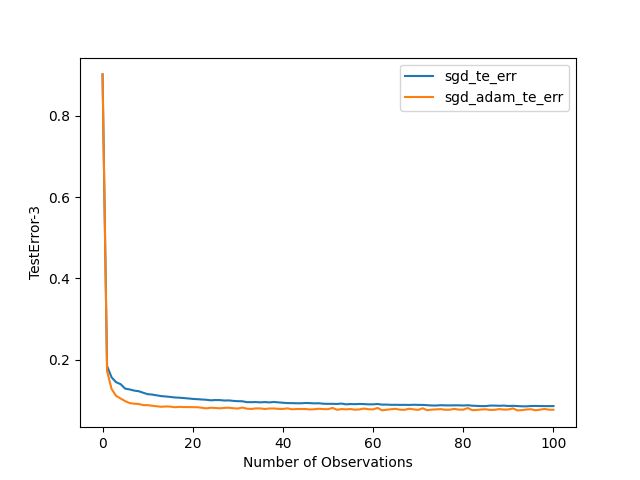 sgd_te_err
sgd_adam_te_err
0.8
0.6
0.4
0.2
TestError-3
0 20 40 60 80 100
Number of Observations